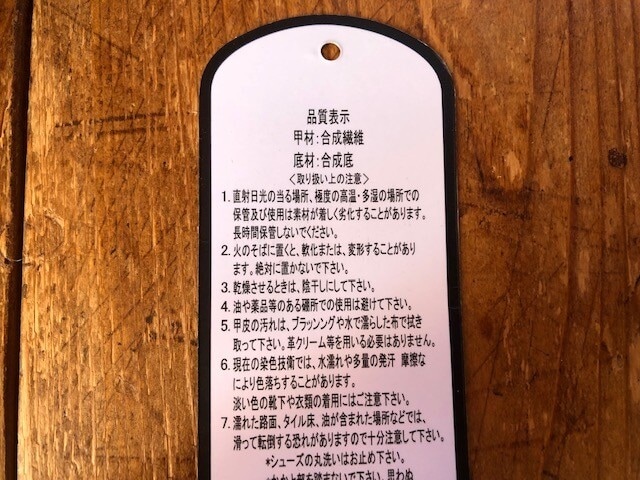 品質表示
甲材:合成繊維
底材:合成底
〈取り扱い上の注意〉
1. 直射日光の当る場所、極度の高温・多湿の場所での
保管及び使用は素材が着しく劣化することがあります。
長時間保管しないでください。
2. 火のそばに置くと、軟化または、変形することがあり
ます。絶対に置かないで下さい。
3. 乾燥させるときは、陰干しにして下さい。
4. 油や薬品等のある場所での使用は避けて下さい。
5. 甲皮の汚れは、ブラッシングや水で濡らした布で拭き
取って下さい。革クリーム等を用いる必要はありません。
6. 現在の染色技術では、水濡れや多量の発汗 摩擦な
により色落ちすることがあります。
淡い色の靴下や衣類の着用にはご注意下さい。
7. 濡れた路面、タイル床、油が含まれた場所などでは、
滑って転倒する恐れがありますので十分注意して下さい。
*シューズの丸洗いはお止め下さい。
*かかと部を踏まないで下さい。思わぬ